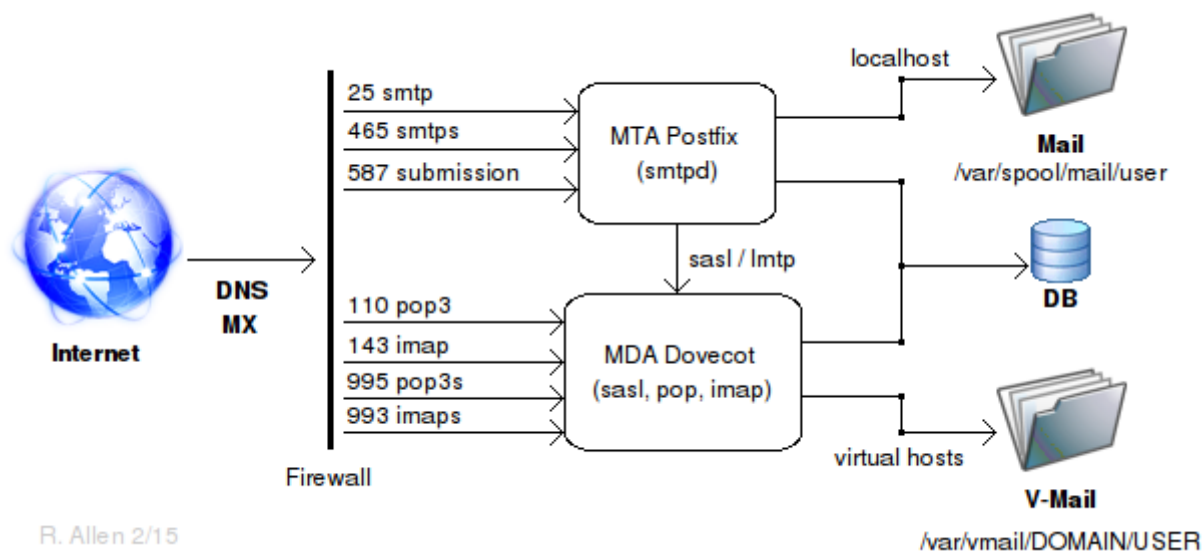 localhost
25 smtp
465 smtps
587 submission
MTA Postfix
(smtpd)
Mail
/var/spool/mail/user
sasl / lmtp
DNS
MX
DB
Internet
110 pop3
143 imap
995 pop3s
993 imaps
MDA Dovecot
(sasl, pop, imap)
virtual hosts
Firewall
V-Mail
R. Allen 2/15
/var/vmail/DOMAIN/USER